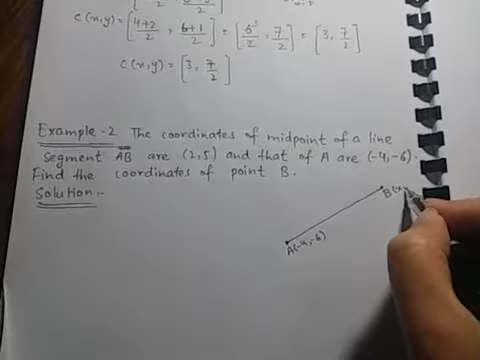 C(x,y) = [4+2/2, 6+1/2] = [6³/2, 7/2] = [3, 7/2]
C(x,y) = [3, 7/2]
Example-2 The coordinates of midpoint of a line
segment AB are (2,5) and that of A are (-4,-6).
Find the coordinates of point B.
Solution:-
B(x
A(-4,-6)